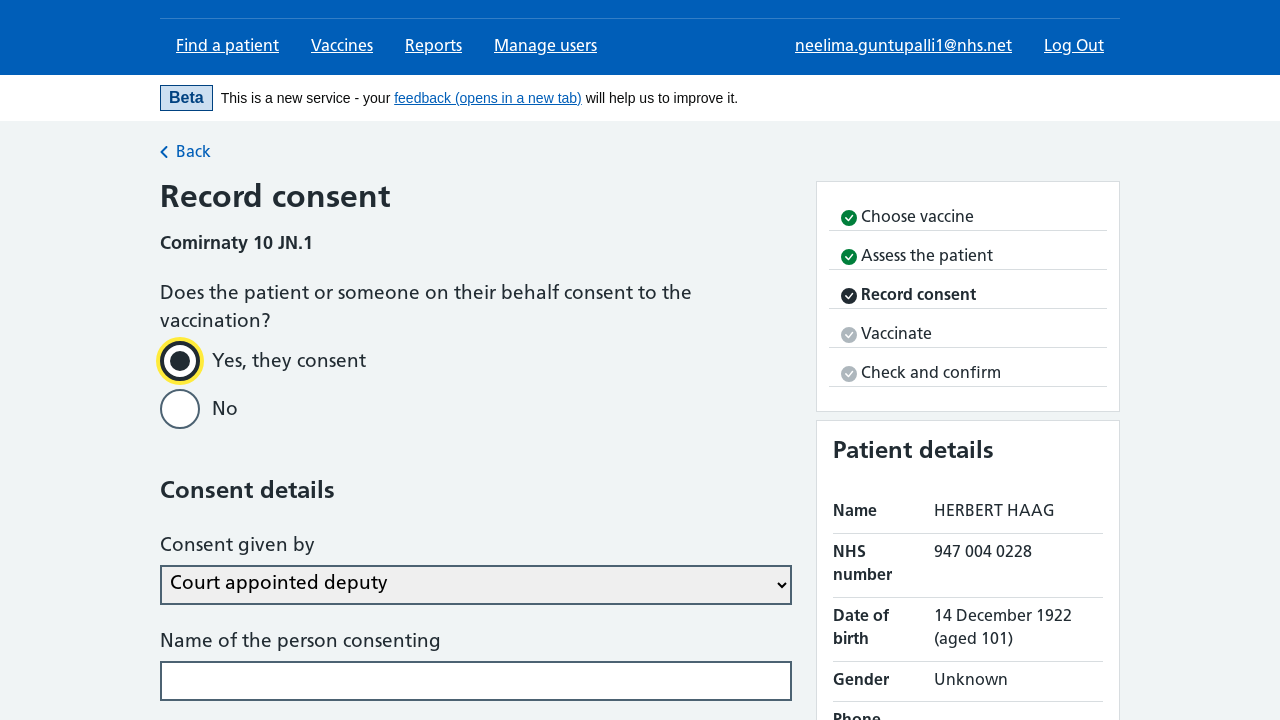 Find a patient
Vaccines
Reports
Manage users
neelima.guntupalli1@nhs.net
Log Out
Beta
This is a new service - your feedback (opens in a new tab) will help us to improve it.
Back
Record consent
Comirnaty 10 JN.1
Does the patient or someone on their behalf consent to the
vaccination?
Yes, they consent
No
Consent details
Consent given by
Court appointed deputy
Name of the person consenting
Choose vaccine
Assess the patient
Record consent
Vaccinate
Check and confirm
Patient details
Name
HERBERT HAAG
NHS
number
947 004 0228
Date of
birth
14 December 1922
(aged 101)
Gender
Unknown
Phone